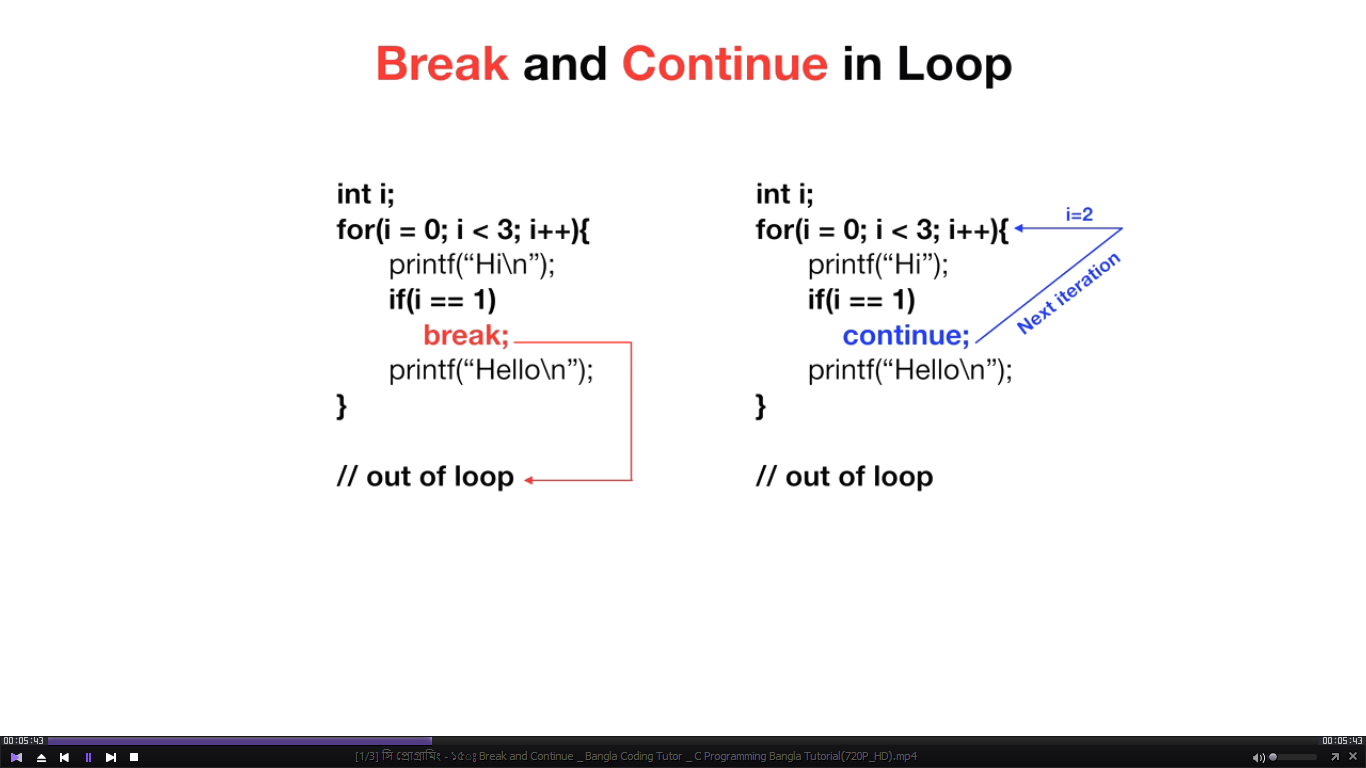 Break and Continue in Loop
int i;
for(i = 0; i < 3; i++){
printf(“Hi\n”);
if(i == 1)
break;
printf(“Hello\n”);
}
// out of loop
int i;
for(i = 0; i < 3; i++){
printf(“Hi”);
if(i == 1)
continue;
printf(“Hello\n”);
}
// out of loop
i=2
Next iteration
00:05:43
00:05:43
[1/3] সি প্রোগ্রামিং - ১৫ঃ Break and Continue _ Bangla Coding Tutor _ C Programming Bangla Tutorial(720P_HD).mp4